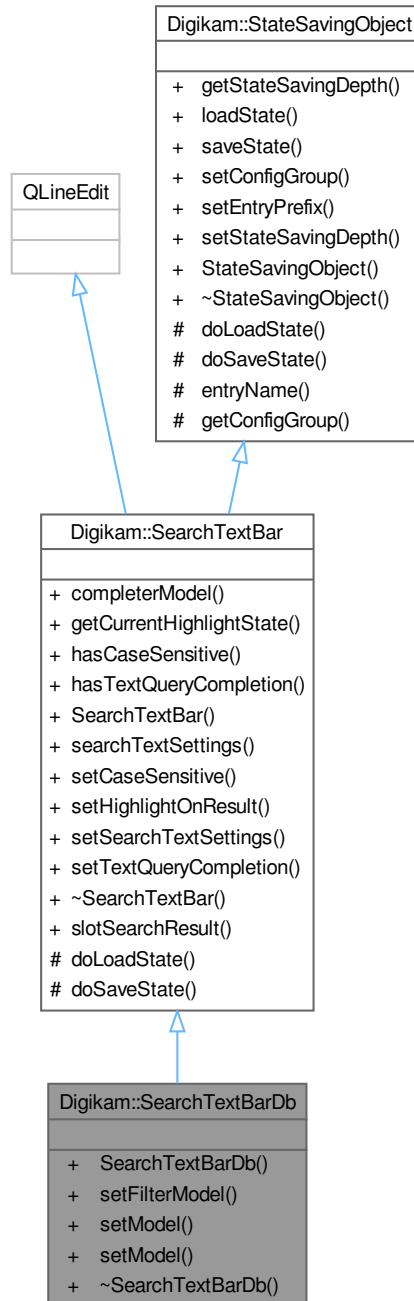 Digikam::StateSavingObject
+ getStateSavingDepth()
+ loadState()
+ saveState()
+ setConfigGroup()
+ setEntryPrefix()
+ setStateSavingDepth()
+ StateSavingObject()
+ ~StateSavingObject()
# doLoadState()
# doSaveState()
# entryName()
# getConfigGroup()
QLineEdit
Digikam::SearchTextBar
+ completerModel()
+ getCurrentHighlightState()
+ hasCaseSensitive()
+ hasTextQueryCompletion()
+ SearchTextBar()
+ searchTextSettings()
+ setCaseSensitive()
+ setHighlightOnResult()
+ setSearchTextSettings()
+ setTextQueryCompletion()
+ ~SearchTextBar()
+ slotSearchResult()
# doLoadState()
# doSaveState()
Digikam::SearchTextBarDb
+ SearchTextBarDb()
+ setFilterModel()
+ setModel()
+ setModel()
+ ~SearchTextBarDb()